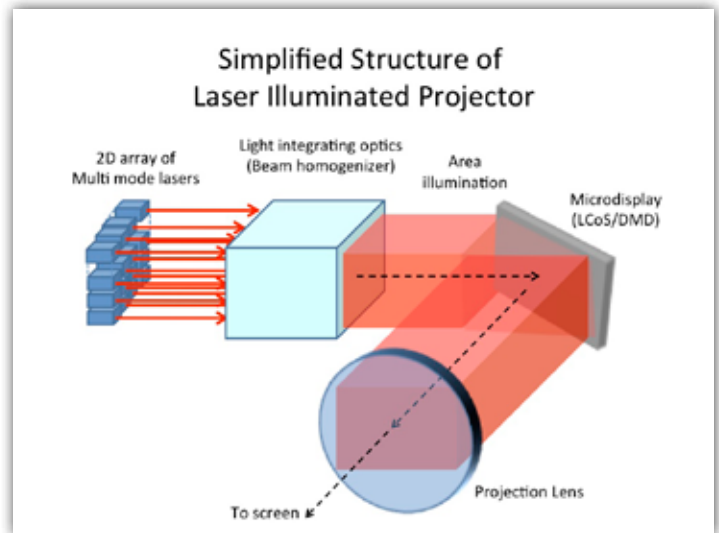 Simplified Structure of
Laser Illuminated Projector
2D array of
Multi mode lasers
Light integrating optics
(Beam homogenizer)
Area
illumination
Microdisplay
(LCoS/DMD)
Projection Lens
To screen